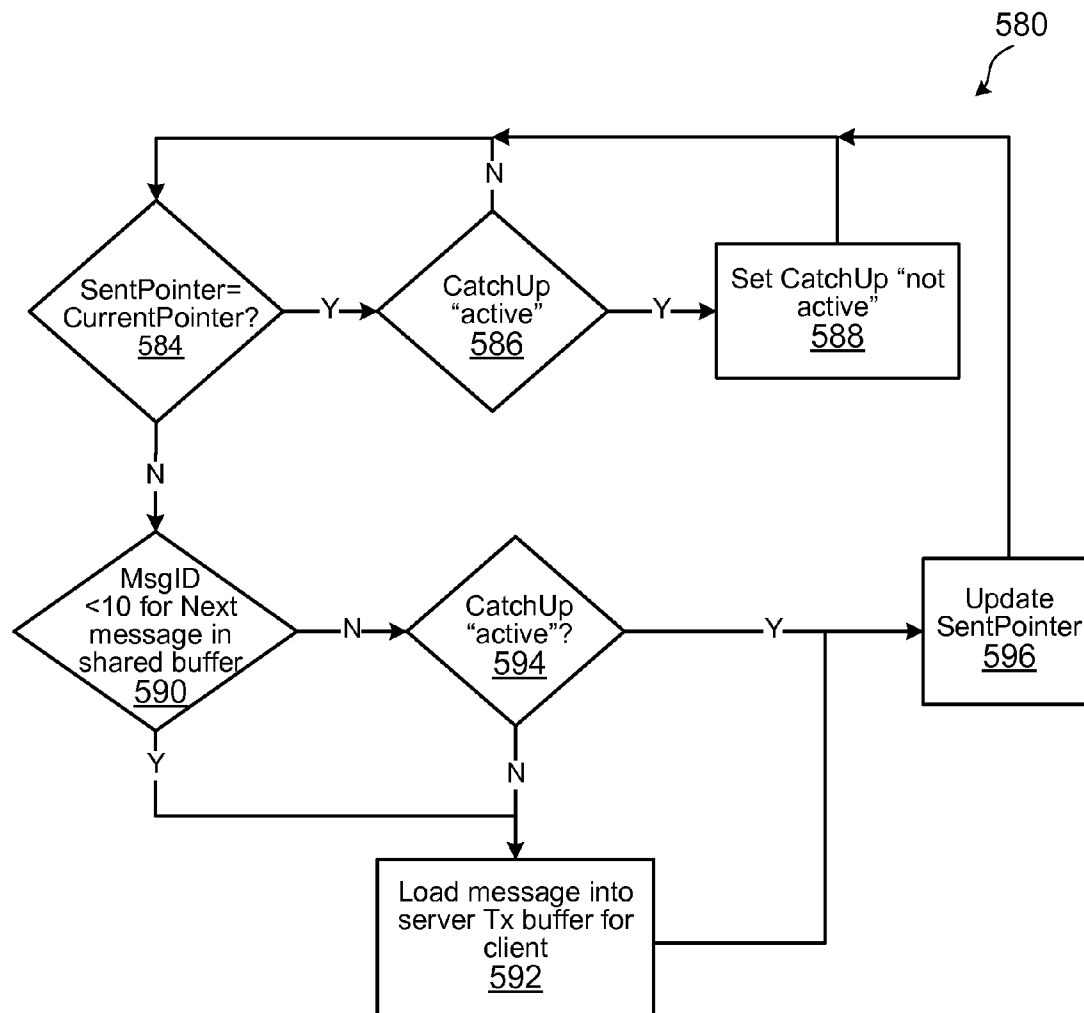 580
N
SentPointer=
CurrentPointer?
584
Y
CatchUp
“active”
586
Y
Set CatchUp “not
active”
588
N
MsgID
<10 for Next
message in
shared buffer
590
N
CatchUp
“active”?
594
Y
Update
SentPointer
596
Y
N
Load message into
server Tx buffer for
client
592